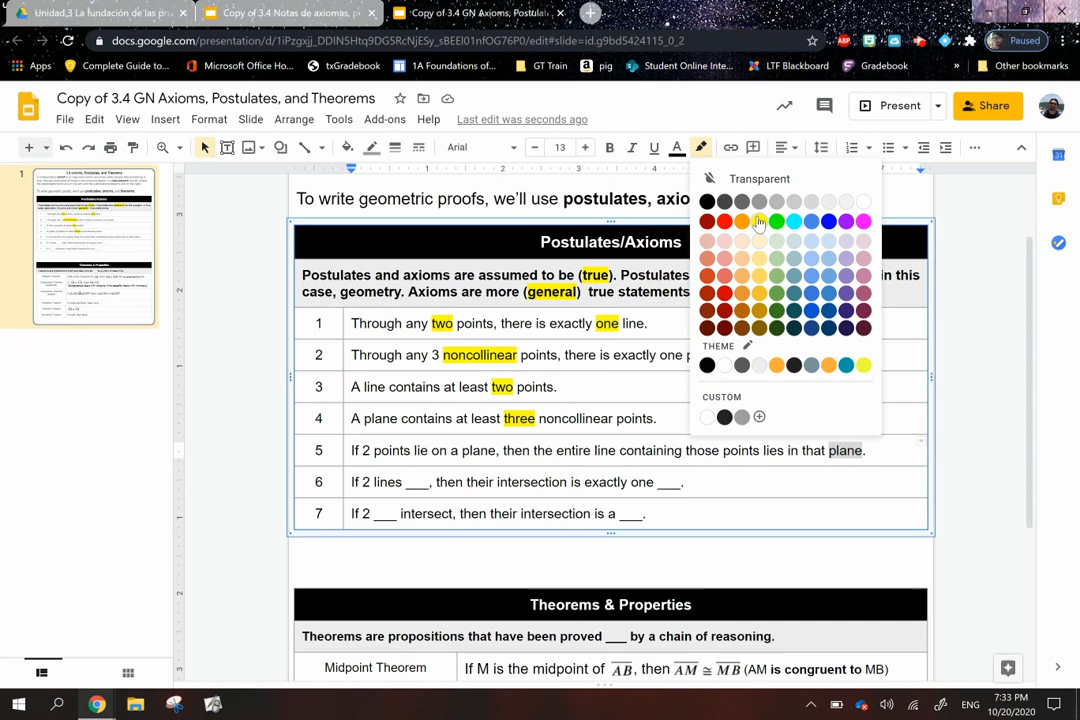 Unidad_3 La fundación de las pr
Copy of 3.4 Notas de axiomas, p
Copy of 3.4 GN Axioms, Postulat
docs.google.com/presentation/d/1iPzgxjj_DDIN5Htq9DG5RcNjESy_sBEEl01nfOG76P0/edit#slide=id.g9bd5424115_0_2
Paused
Apps
Complete Guide to...
Microsoft Office Ho...
txGradebook
1A Foundations of...
GT Train
pig
Student Online Inte...
LTF Blackboard
Gradebook
»
Other bookmarks
Copy of 3.4 GN Axioms, Postulates, and Theorems
Present
Share
File Edit View Insert Format Slide Arrange Tools Add-ons Help Last edit was seconds ago
Arial
13
B I U A
1
To write geometric proofs, we'll use postulates, axio
Transparent
THEME
CUSTOM
Postulates/Axioms
Postulates and axioms are assumed to be (true). Postulates in this
case, geometry. Axioms are more (general) true statements
1 Through any two points, there is exactly one line.
2 Through any 3 noncollinear points, there is exactly one p
3 A line contains at least two points.
4 A plane contains at least three noncollinear points.
5 If 2 points lie on a plane, then the entire line containing those points lies in that plane.
6 If 2 lines ___, then their intersection is exactly one ___.
7 If 2 ___ intersect, then their intersection is a ___.
Theorems & Properties
Theorems are propositions that have been proved ___ by a chain of reasoning.
Midpoint Theorem If M is the midpoint of AB, then AM ≅ MB (AM is congruent to MB)
ENG
7:33 PM
10/20/2020